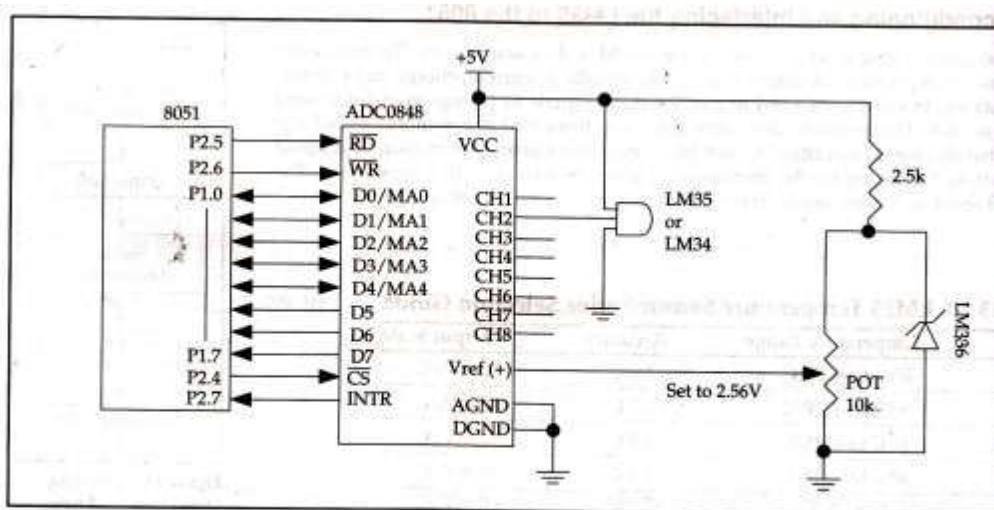 +5V
8051
ADC0848
P2.5
RD
VCC
P2.6
WR
P1.0
D0/MA0
CH1
LM35
2.5k
D1/MA1
CH2
or
D2/MA2
CH3
LM34
D3/MA3
CH4
D4/MA4
CH5
D5
CH6
D6
CH7
P1.7
D7
CH8
P2.4
CS
Vref (+)
Set to 2.56V
POT
LM336
P2.7
INTR
10k
AGND
DGND